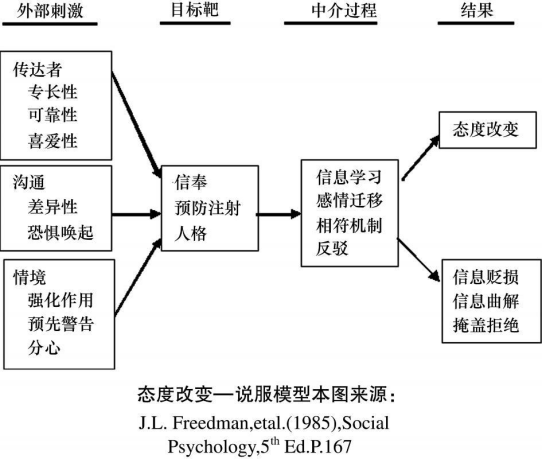 外部刺激
目标靶
中介过程
结果
传达者
专长性
可靠性
喜爱性
沟通
差异性
恐惧唤起
情境
强化作用
预先警告
分心
信奉
预防注射
人格
信息学习
感情迁移
相符机制
反驳
态度改变
信息贬损
信息曲解
掩盖拒绝
态度改变—说服模型本图来源：
J.L. Freedman,etal.(1985),Social
Psychology,5th Ed.P.167